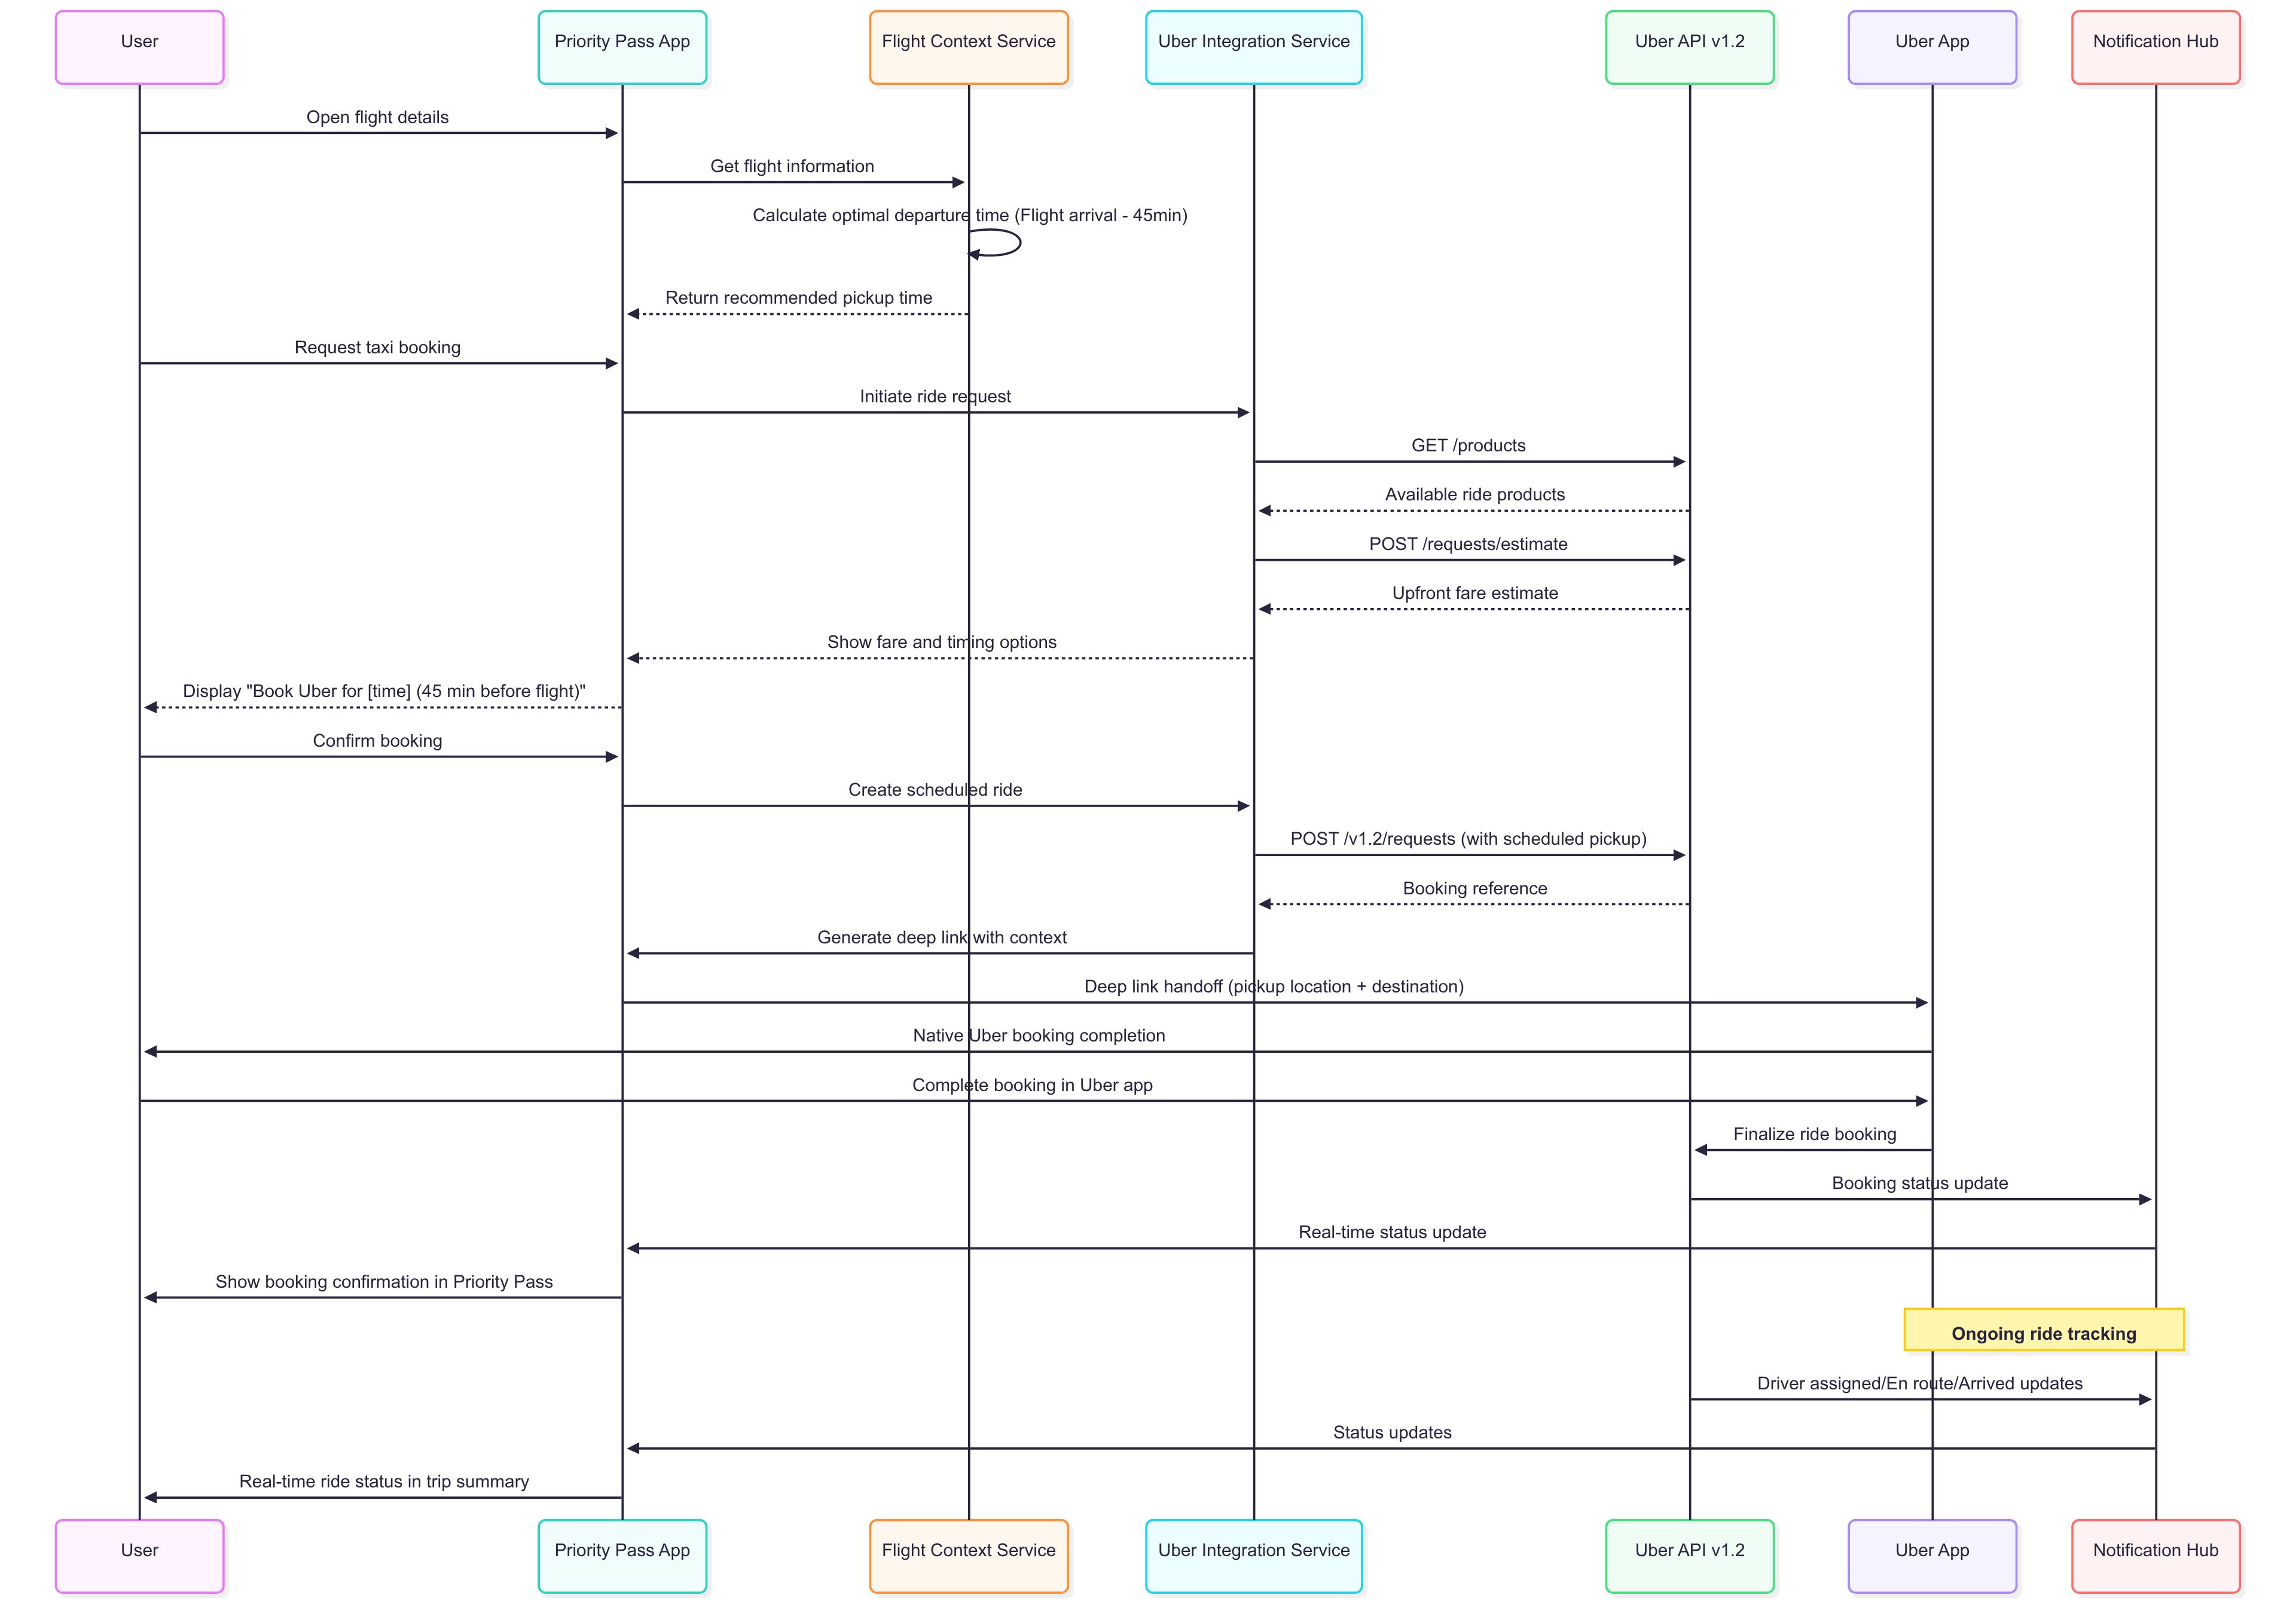 User
Priority Pass App
Flight Context Service
Uber Integration Service
Uber API v1.2
Uber App
Notification Hub
Open flight details
Get flight information
Calculate optimal departure time (Flight arrival - 45min)
Return recommended pickup time
Request taxi booking
Initiate ride request
GET /products
Available ride products
POST /requests/estimate
Upfront fare estimate
Show fare and timing options
Display "Book Uber for [time] (45 min before flight)"
Confirm booking
Create scheduled ride
POST /v1.2/requests (with scheduled pickup)
Booking reference
Generate deep link with context
Deep link handoff (pickup location + destination)
Native Uber booking completion
Complete booking in Uber app
Finalize ride booking
Booking status update
Real-time status update
Show booking confirmation in Priority Pass
Ongoing ride tracking
Driver assigned/En route/Arrived updates
Status updates
Real-time ride status in trip summary
User
Priority Pass App
Flight Context Service
Uber Integration Service
Uber API v1.2
Uber App
Notification Hub